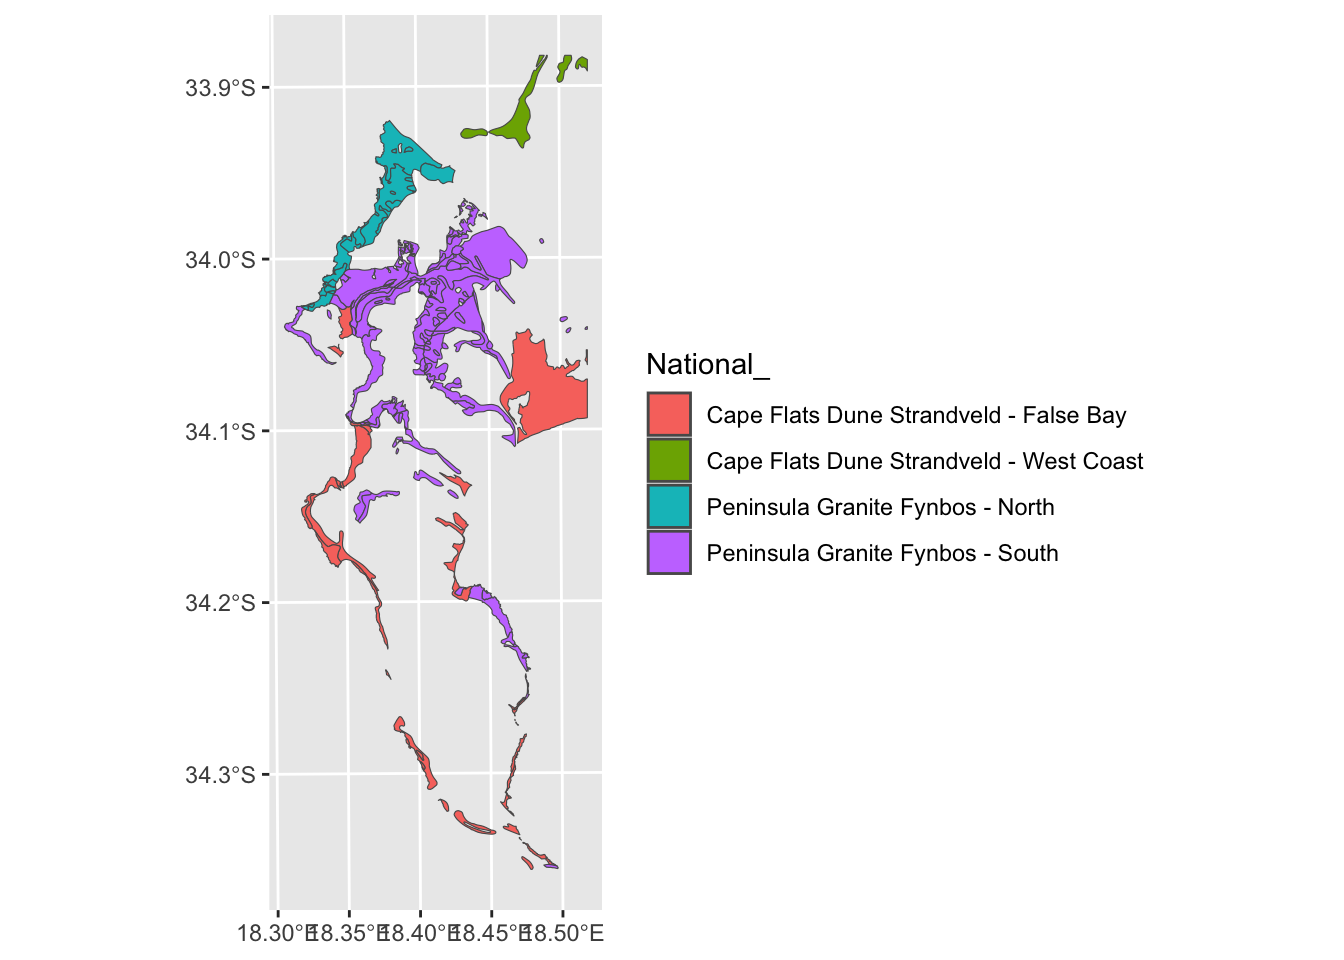 33.9°S
34.0°S
34.1°S
34.2°S
34.3°S
18.30°E 18.35°E 18.40°E 18.45°E 18.50°E
National_
Cape Flats Dune Strandveld - False Bay
Cape Flats Dune Strandveld - West Coast
Peninsula Granite Fynbos - North
Peninsula Granite Fynbos - South